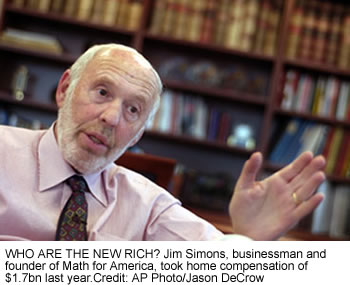 WHO ARE THE NEW RICH? Jim Simons, businessman and
founder of Math for America, took home compensation of
$1.7bn last year.Credit: AP Photo/Jason DeCrow